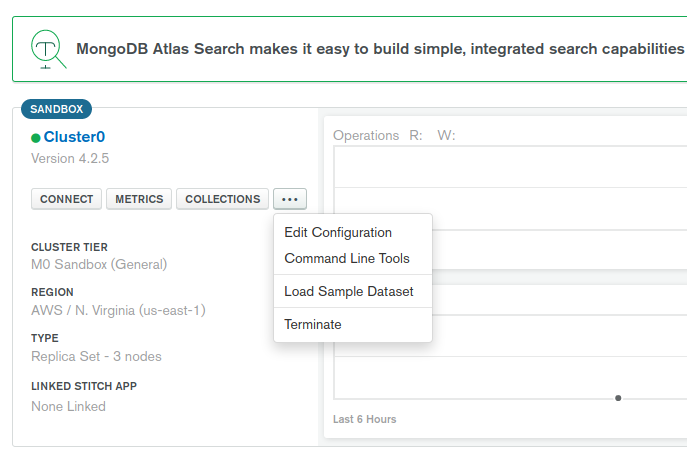 MongoDB Atlas Search makes it easy to build simple, integrated search capabilities
SANDBOX
Cluster0
Version 4.2.5
CONNECT
METRICS
COLLECTIONS
...
Edit Configuration
Command Line Tools
Load Sample Dataset
Terminate
CLUSTER TIER
M0 Sandbox (General)
REGION
AWS / N. Virginia (us-east-1)
TYPE
Replica Set - 3 nodes
LINKED STITCH APP
None Linked
Operations R: W:
Last 6 Hours